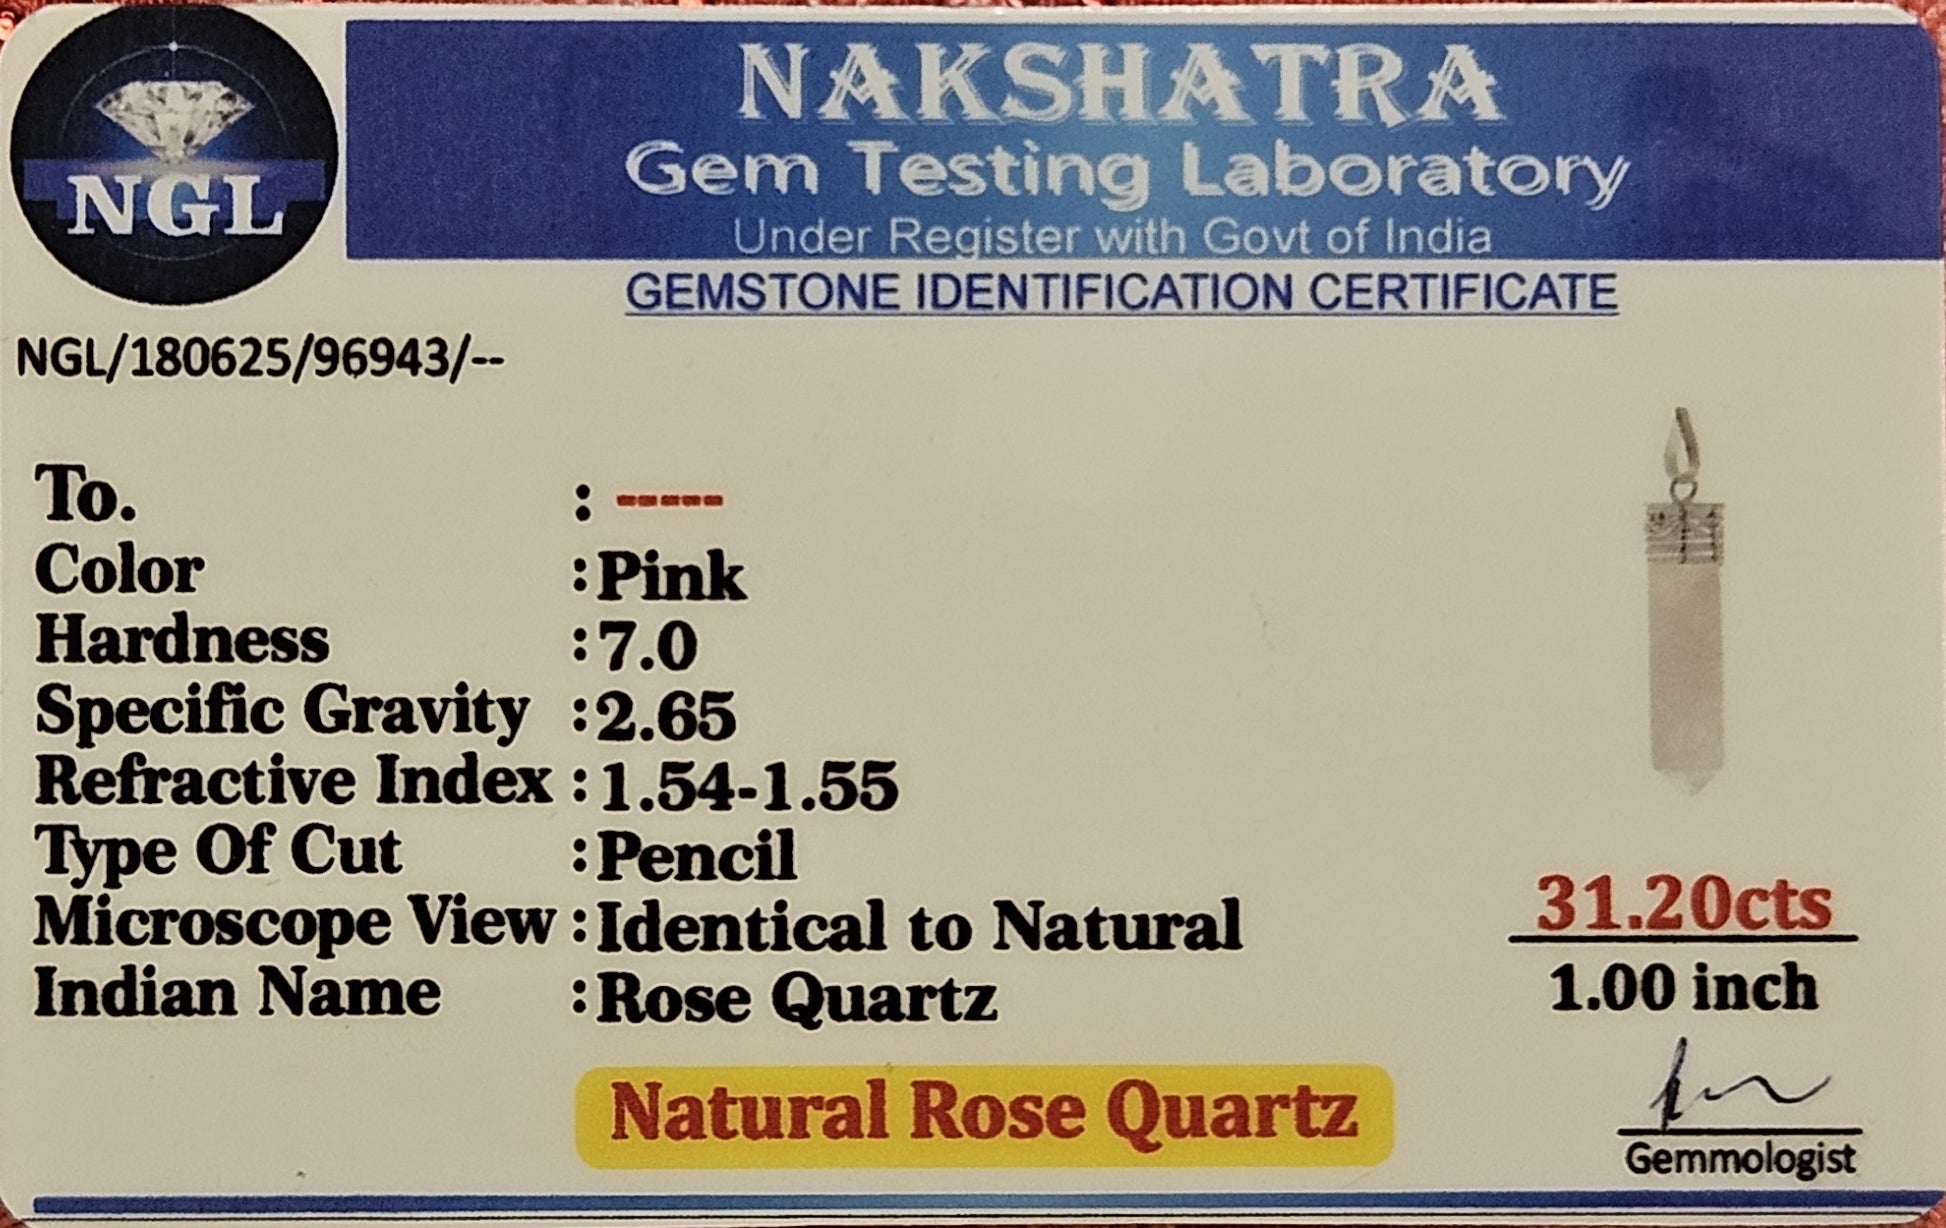 NGL
NAKSHATRA
Gem Testing Laboratory
Under Register with Govt of India
GEMSTONE IDENTIFICATION CERTIFICATE
NGL/180625/96943/--
To. : -----
Color : Pink
Hardness : 7.0
Specific Gravity : 2.65
Refractive Index : 1.54-1.55
Type Of Cut : Pencil
Microscope View : Identical to Natural
Indian Name : Rose Quartz
31.20cts
1.00 inch
Natural Rose Quartz
Gemmologist